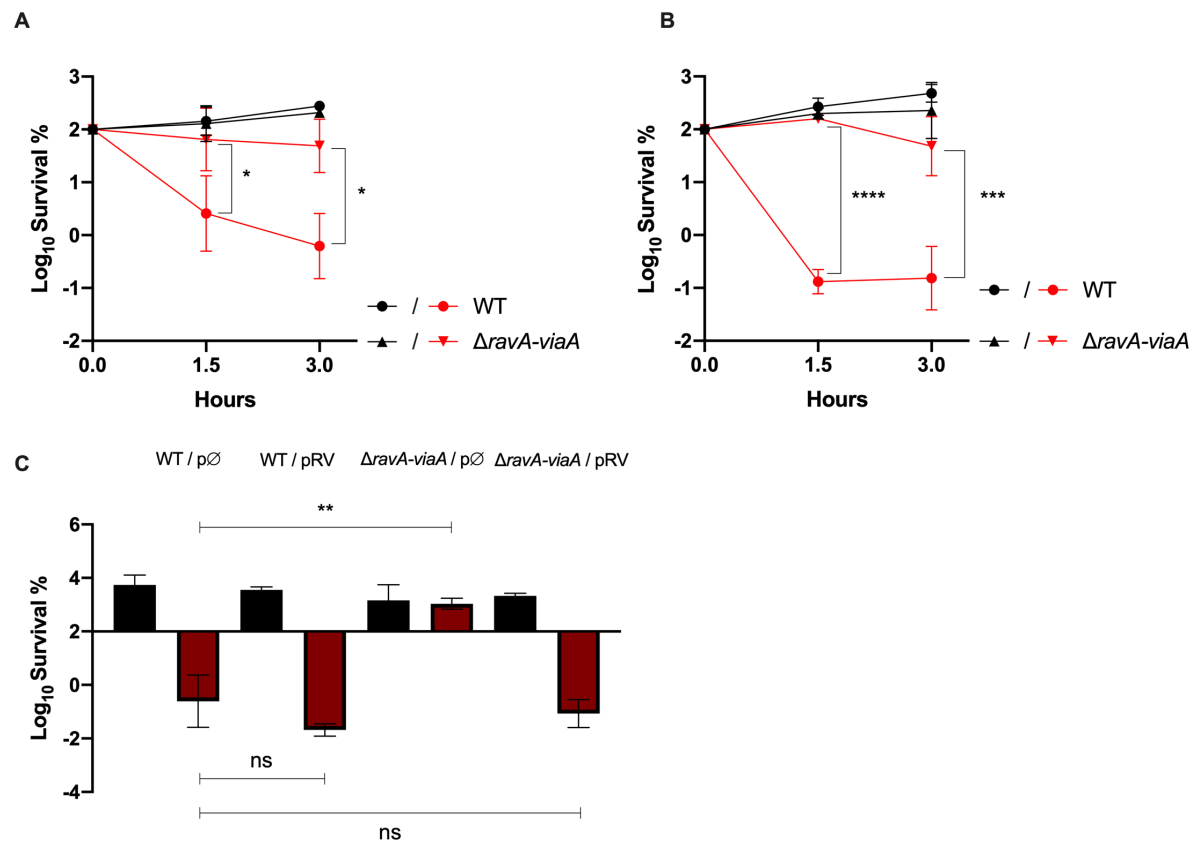 A
B
3
2
1
0
-1
-2
Log10 Survival %
*
*
/ WT
/ ΔravA-viaA
0.0 1.5 3.0
Hours
3
2
1
0
-1
-2
Log10 Survival %
****
***
/ WT
/ ΔravA-viaA
0.0 1.5 3.0
Hours
C
WT / p∅ WT / pRV ΔravA-viaA / p∅ ΔravA-viaA / pRV
**
6
4
2
0
-2
-4
Log10 Survival %
ns
ns